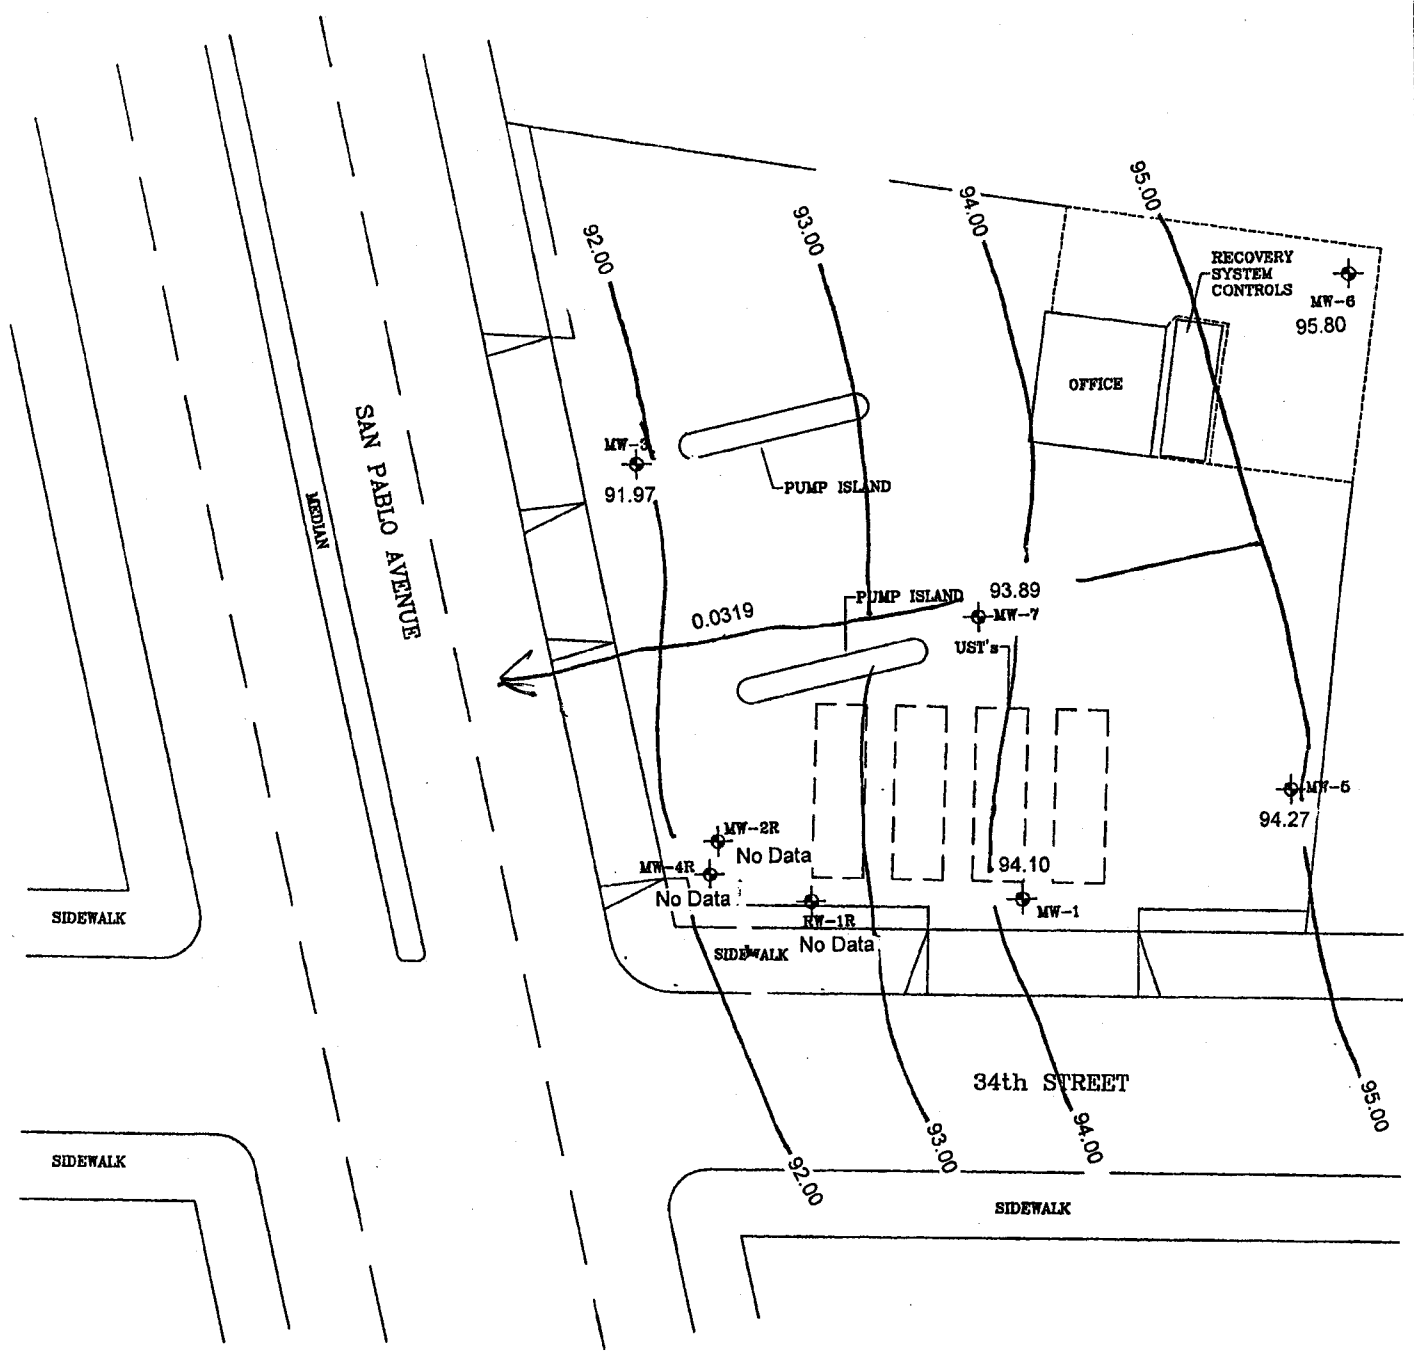 95.00
94.00
93.00
92.00
RECOVERY
SYSTEM
CONTROLS
MW-6
95.80
OFFICE
MW-3
91.97
PUMP ISLAND
SAN PABLO AVENUE
MEDIAN
PUMP ISLAND
93.89
MW-7
0.0319
UST's
MW-5
94.27
MW-2R
No Data
MW-4R
No Data
94.10
MW-1
RW-1R
No Data
SIDEWALK
SIDEWALK
34th STREET
95.00
94.00
93.00
92.00
SIDEWALK
SIDEWALK